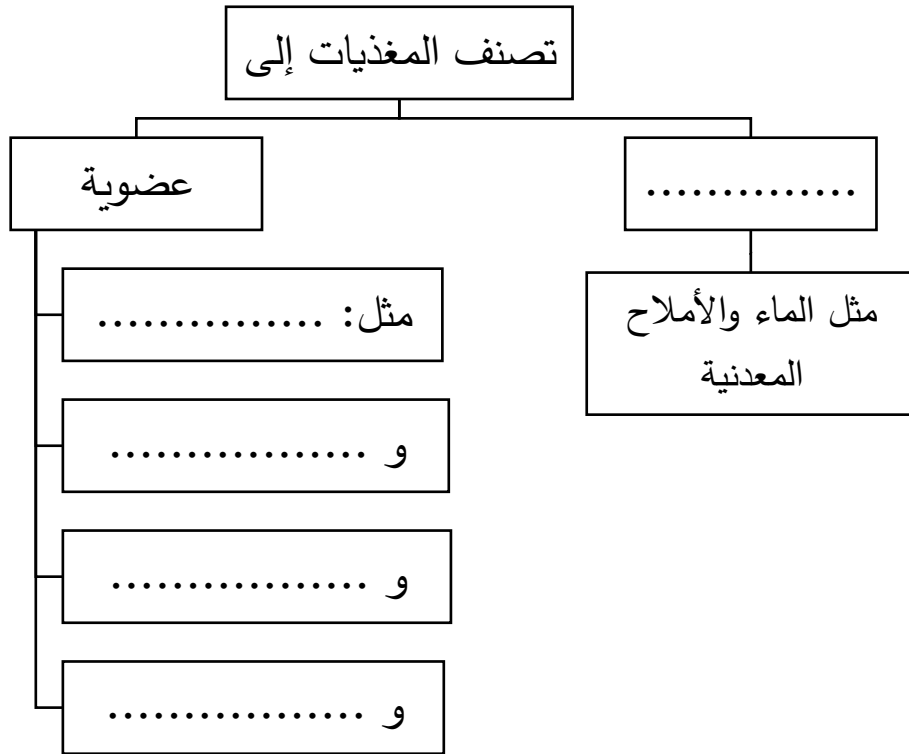 تصنف المغذيات إلى
..............
عضوية
مثل الماء والأملاح
المعدنية
مثل: ...............
و .................
و .................
و .................